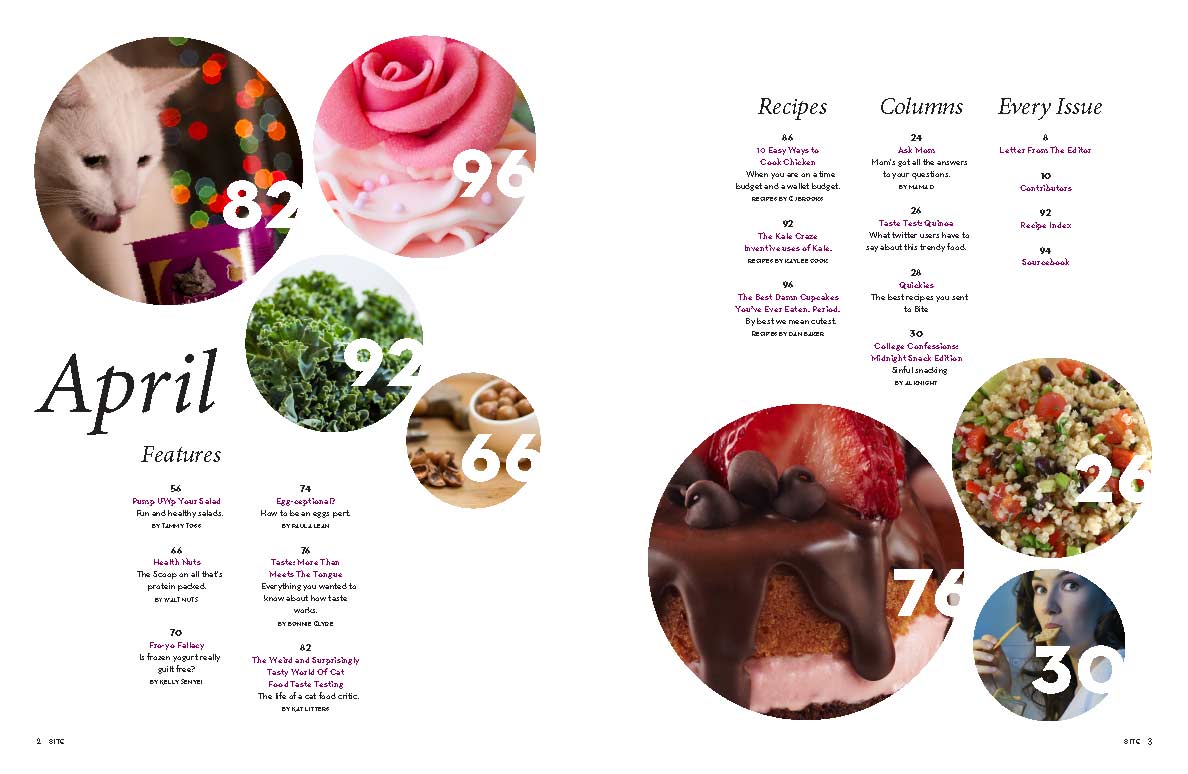 82
96
92
66
April
Features
56
Pump UWp Your Salad
Fun and healthy salads.
BY TAMMY TOSS
66
Health Nuts
The Scoop on all that's
protein packed.
BY WALT NUTS
70
Fro-yo Fallacy
Is frozen yogurt really
guilt free?
BY KELLY SENYEI
74
Egg-ceptional?
How to be an eggs pert.
BY PAULA LEAN
76
Taste: More Than
Meets The Tongue
Everything you wanted to
know about how taste
works.
BY BONNIE CLYDE
82
The Weird and Surprisingly
Tasty World Of Cat
Food Taste Testing
The life of a cat food critic.
BY KAT LITTERS
2 BITE
Recipes
86
10 Easy Ways to
Cook Chicken
When you are on a time
budget and a wallet budget.
RECIPES BY CJ BROOKS
92
The Kale Craze
Inventive uses of Kale.
RECIPES BY KAYLEE COOK
96
The Best Damn Cupcakes
You've Ever Eaten. Period.
By best we mean cutest.
RECIPES BY DAN BAKER
Columns
24
Ask Mom
Mom's got all the answers
to your questions.
BY MAMA D
26
Taste Test: Quinoa
What twitter users have to
say about this trendy food.
28
Quickies
The best recipes you sent
to Bite
30
College Confessions:
Midnight Snack Edition
Sinful snacking
BY AL KNIGHT
Every Issue
8
Letter From The Editor
10
Contributors
92
Recipe Index
94
Sourcebook
26
76
30
BITE 3